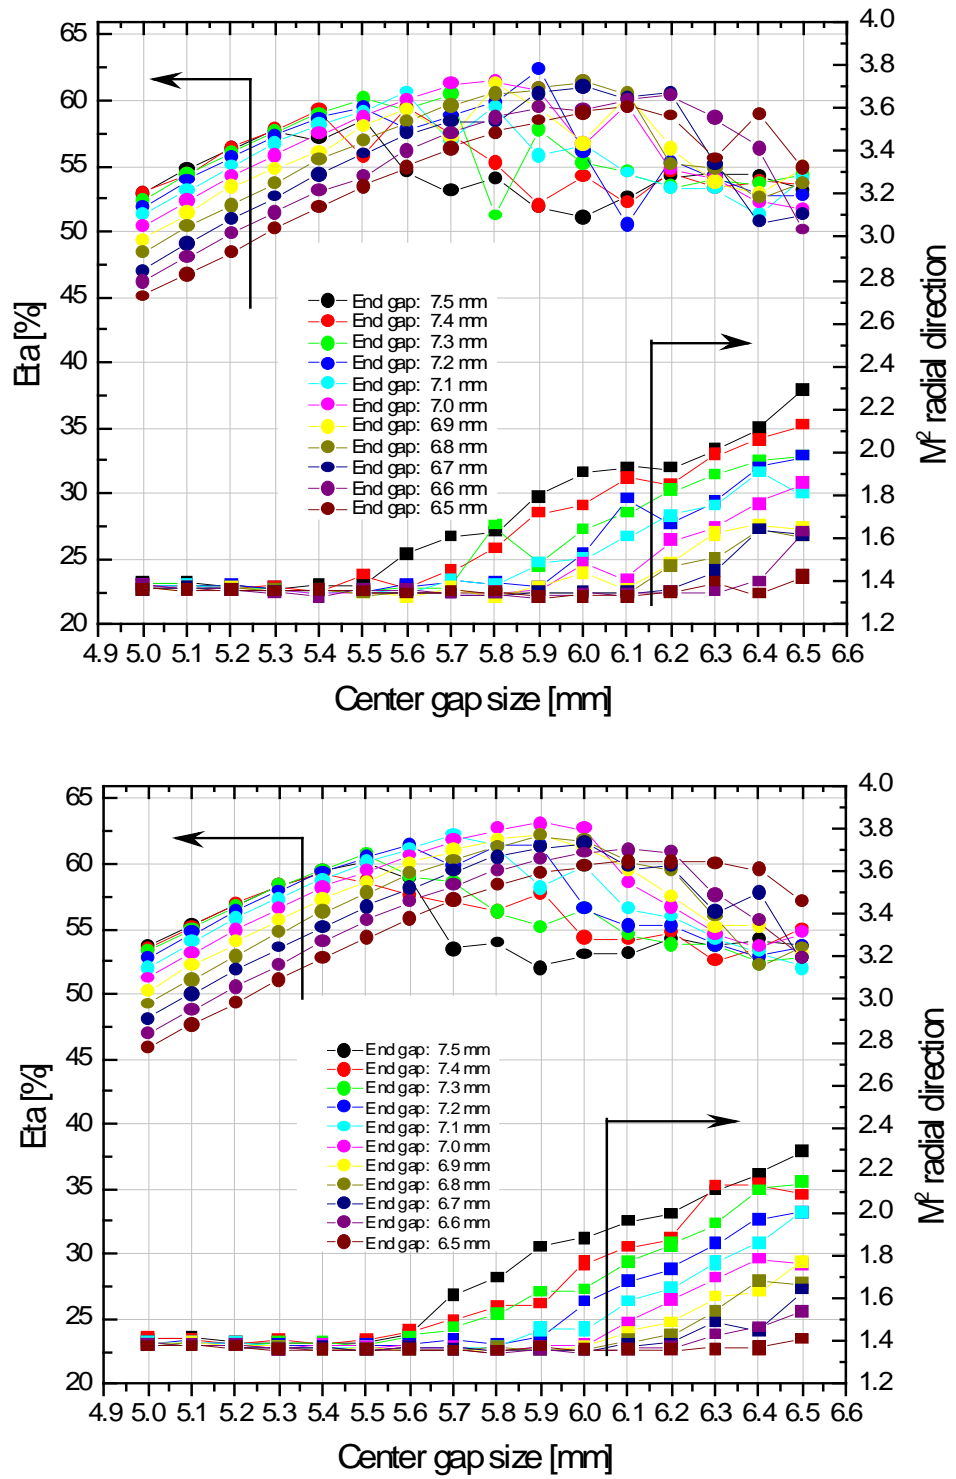 65
60
55
50
45
40
35
30
25
20
Eta [%]
4.0
3.8
3.6
3.4
3.2
3.0
2.8
2.6
2.4
2.2
2.0
1.8
1.6
1.4
1.2
M² radial direction
End gap: 7.5 mm
End gap: 7.4 mm
End gap: 7.3 mm
End gap: 7.2 mm
End gap: 7.1 mm
End gap: 7.0 mm
End gap: 6.9 mm
End gap: 6.8 mm
End gap: 6.7 mm
End gap: 6.6 mm
End gap: 6.5 mm
4.9 5.0 5.1 5.2 5.3 5.4 5.5 5.6 5.7 5.8 5.9 6.0 6.1 6.2 6.3 6.4 6.5 6.6
Center gap size [mm]
65
60
55
50
45
40
35
30
25
20
Eta [%]
4.0
3.8
3.6
3.4
3.2
3.0
2.8
2.6
2.4
2.2
2.0
1.8
1.6
1.4
1.2
M² radial direction
End gap: 7.5 mm
End gap: 7.4 mm
End gap: 7.3 mm
End gap: 7.2 mm
End gap: 7.1 mm
End gap: 7.0 mm
End gap: 6.9 mm
End gap: 6.8 mm
End gap: 6.7 mm
End gap: 6.6 mm
End gap: 6.5 mm
4.9 5.0 5.1 5.2 5.3 5.4 5.5 5.6 5.7 5.8 5.9 6.0 6.1 6.2 6.3 6.4 6.5 6.6
Center gap size [mm]